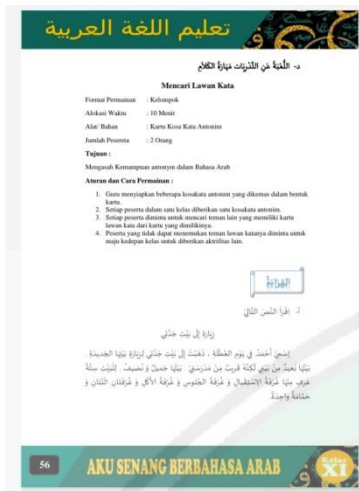 تعليم اللغة العربية
د- اللُّعْبَةُ عَنِ التَّدْرِيْبَات مَهَارَةُ الكَلَامِ
Mencari Lawan Kata
Format Permainan : Kelompok
Alokasi Waktu : 10 Menit
Alat/ Bahan : Kartu Kosa Kata Antonim
Jumlah Pesereta : 2 Orang
Tujuan :
Mengasah Kemampuan antonym dalam Bahasa Arab
Aturan dan Cara Permainan :
1. Guru menyiapkan beberapa kosakata antonim yang dikemas dalam bentuk
kartu.
2. Setiap peserta dalam satu kelas diberikan satu kosakata antonim.
3. Setiap peserta diminta untuk mencari teman lain yang memiliki kartu
lawan kata dari kartu yang dimilikinya.
4. Peserta yang tidak dapat menemukan teman lawan katanya diminta untuk
maju kedepan kelas untuk diberikan aktifitas lain.
القِرَاءَةُ
أ- اِقْرَأْ النَّصَّ التَّالِيَ
زِيَارَة إِلَى بَيْتِ جَدَّتِي
إِسْمِيْ أَحْمَدُ. فِي يَوْمِ العُطْلَةِ ، ذَهَبْتُ إِلَى بَيْتِ جَدَّتِي لِزِيَارَةِ بَيْتِهَا الجَدِيدَةِ .
بَيْتُهَا بَعِيدٌ مِنْ بَيْتِي لَكِنَّهُ قَرِيبٌ مِنْ مَدْرَسَتِي . بَيْتُهَا جَمِيلٌ وَ نَضِيفٌ . لِلْبَيْتِ سِتَّةُ
غُرَفٍ مِنْهَا غُرْفَةُ الاِسْتِقْبَالِ وَ غُرْفَةُ الجُلُوسِ وَ غُرْفَةُ الأَكْلِ وَ غُرْفَتَانِ اثْنَتَانِ وَ
حَمَامَةٌ وَاحِدَةٌ.
56
AKU SENANG BERBAHASA ARAB
Kelas
XI